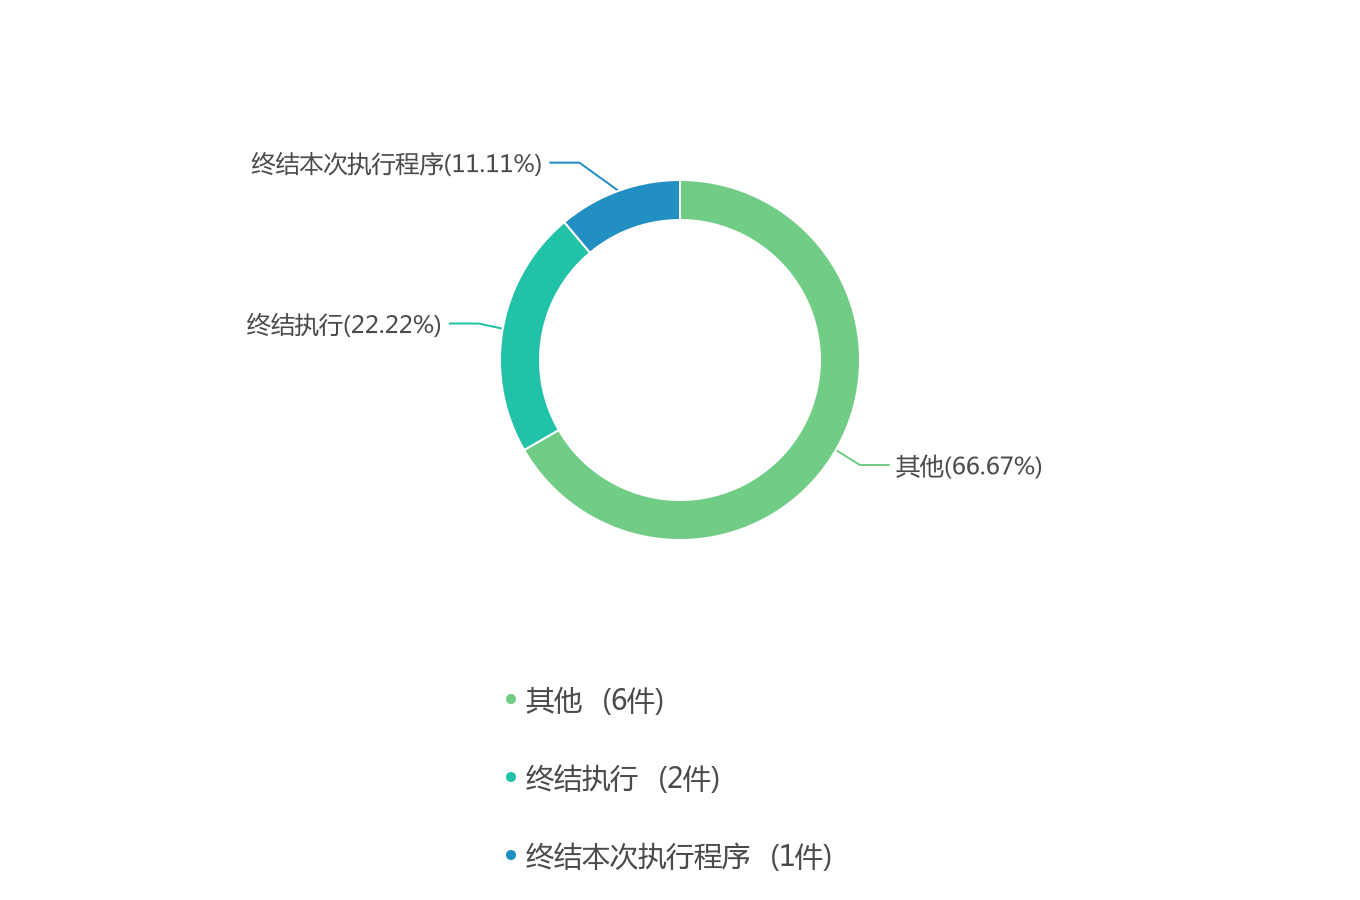 终结本次执行程序(11.11%)
终结执行(22.22%)
其他(66.67%)
其他 (6件)
终结执行 (2件)
终结本次执行程序 (1件)